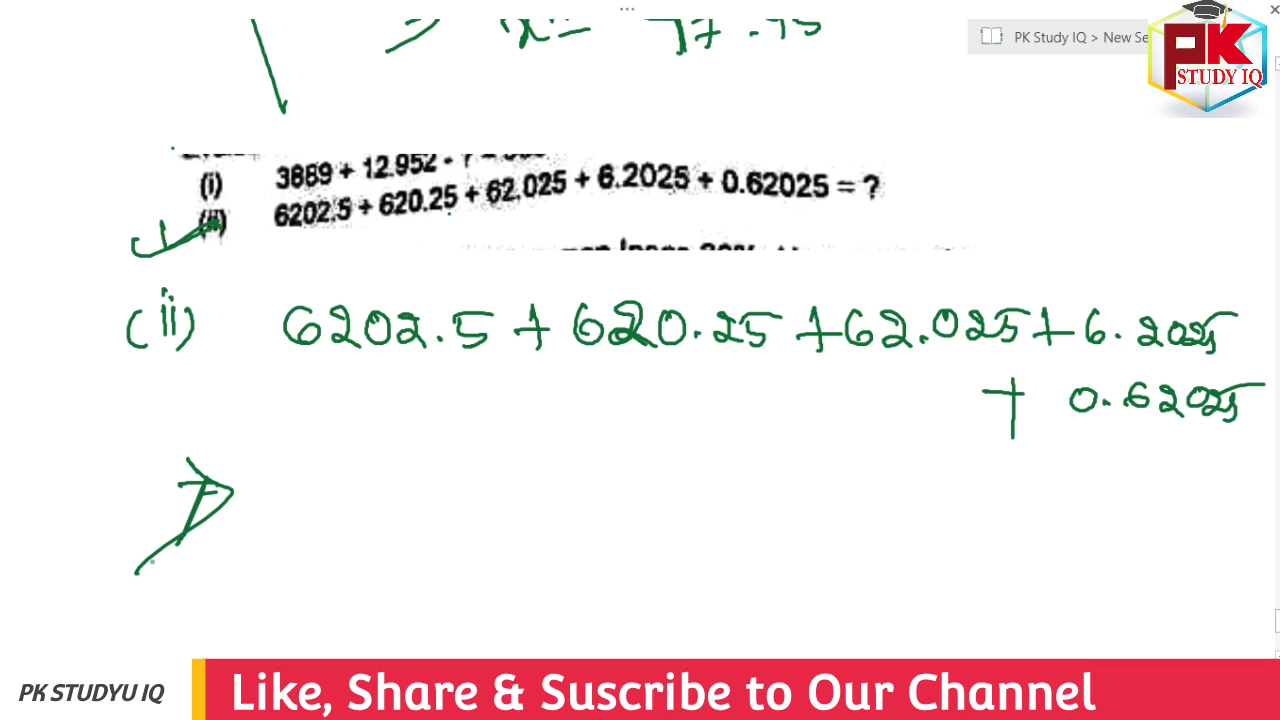 x = 47.95
PK Study IQ > New Se
PK
STUDY IQ
(i) 3889 + 12.952 - ? =
(ii) 6202.5 + 620.25 + 62.025 + 6.2025 + 0.62025 = ?
(ii) 6202.5 + 620.25 + 62.025 + 6.2025
+ 0.62025
PK STUDYU IQ
Like, Share & Suscribe to Our Channel